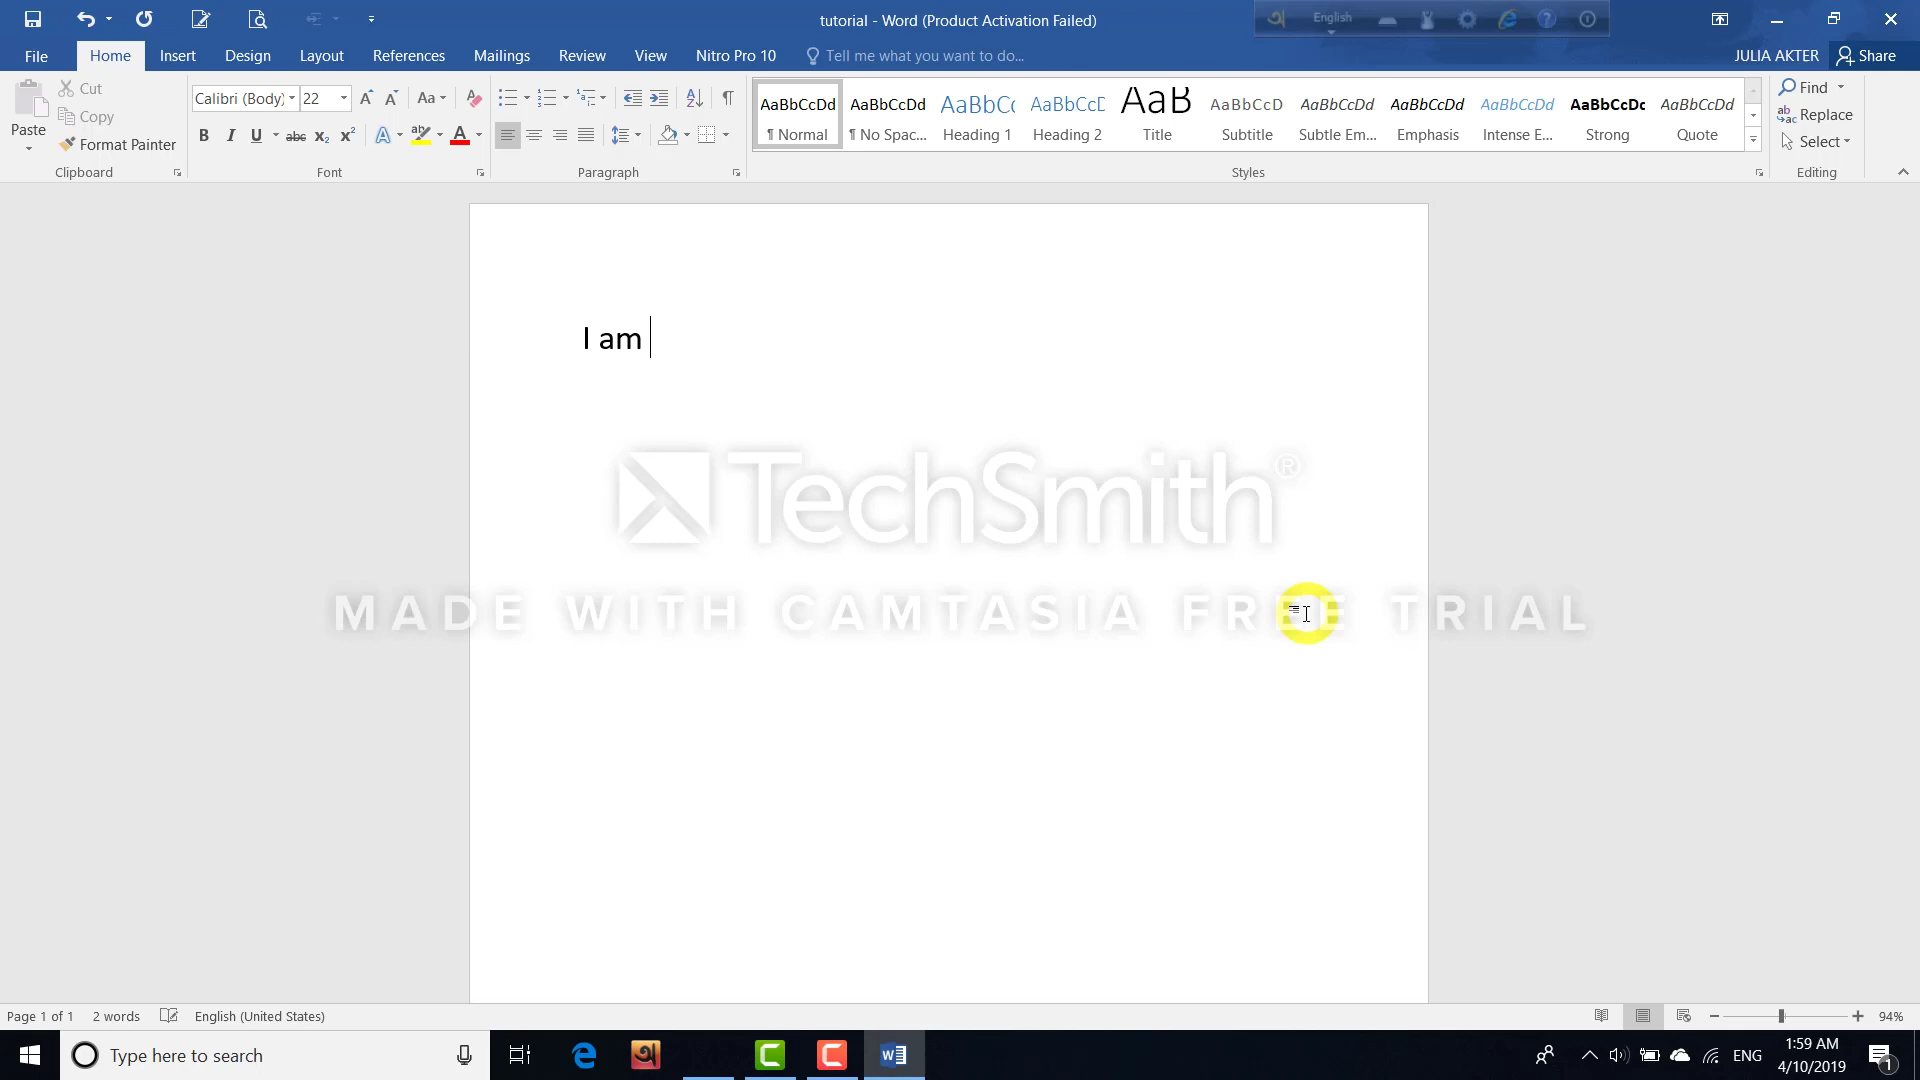 tutorial - Word (Product Activation Failed)
English
File Home Insert Design Layout References Mailings Review View Nitro Pro 10 Tell me what you want to do... JULIA AKTER Share
Paste
Cut
Copy
Format Painter
Clipboard
Calibri (Body) 22
Font
Paragraph
AaBbCcDd AaBbCcDd AaBbC AaBbCcD AaB AaBbCcD AaBbCcDd AaBbCcDd AaBbCcDd AaBbCcDc AaBbCcDd
¶ Normal ¶ No Spac... Heading 1 Heading 2 Title Subtitle Subtle Em... Emphasis Intense E... Strong Quote
Styles
Find
Replace
Select
Editing
I am
TechSmith®
MADE WITH CAMTASIA FREE TRIAL
Page 1 of 1 2 words English (United States) 94%
Type here to search
অ
ENG
1:59 AM
4/10/2019
1